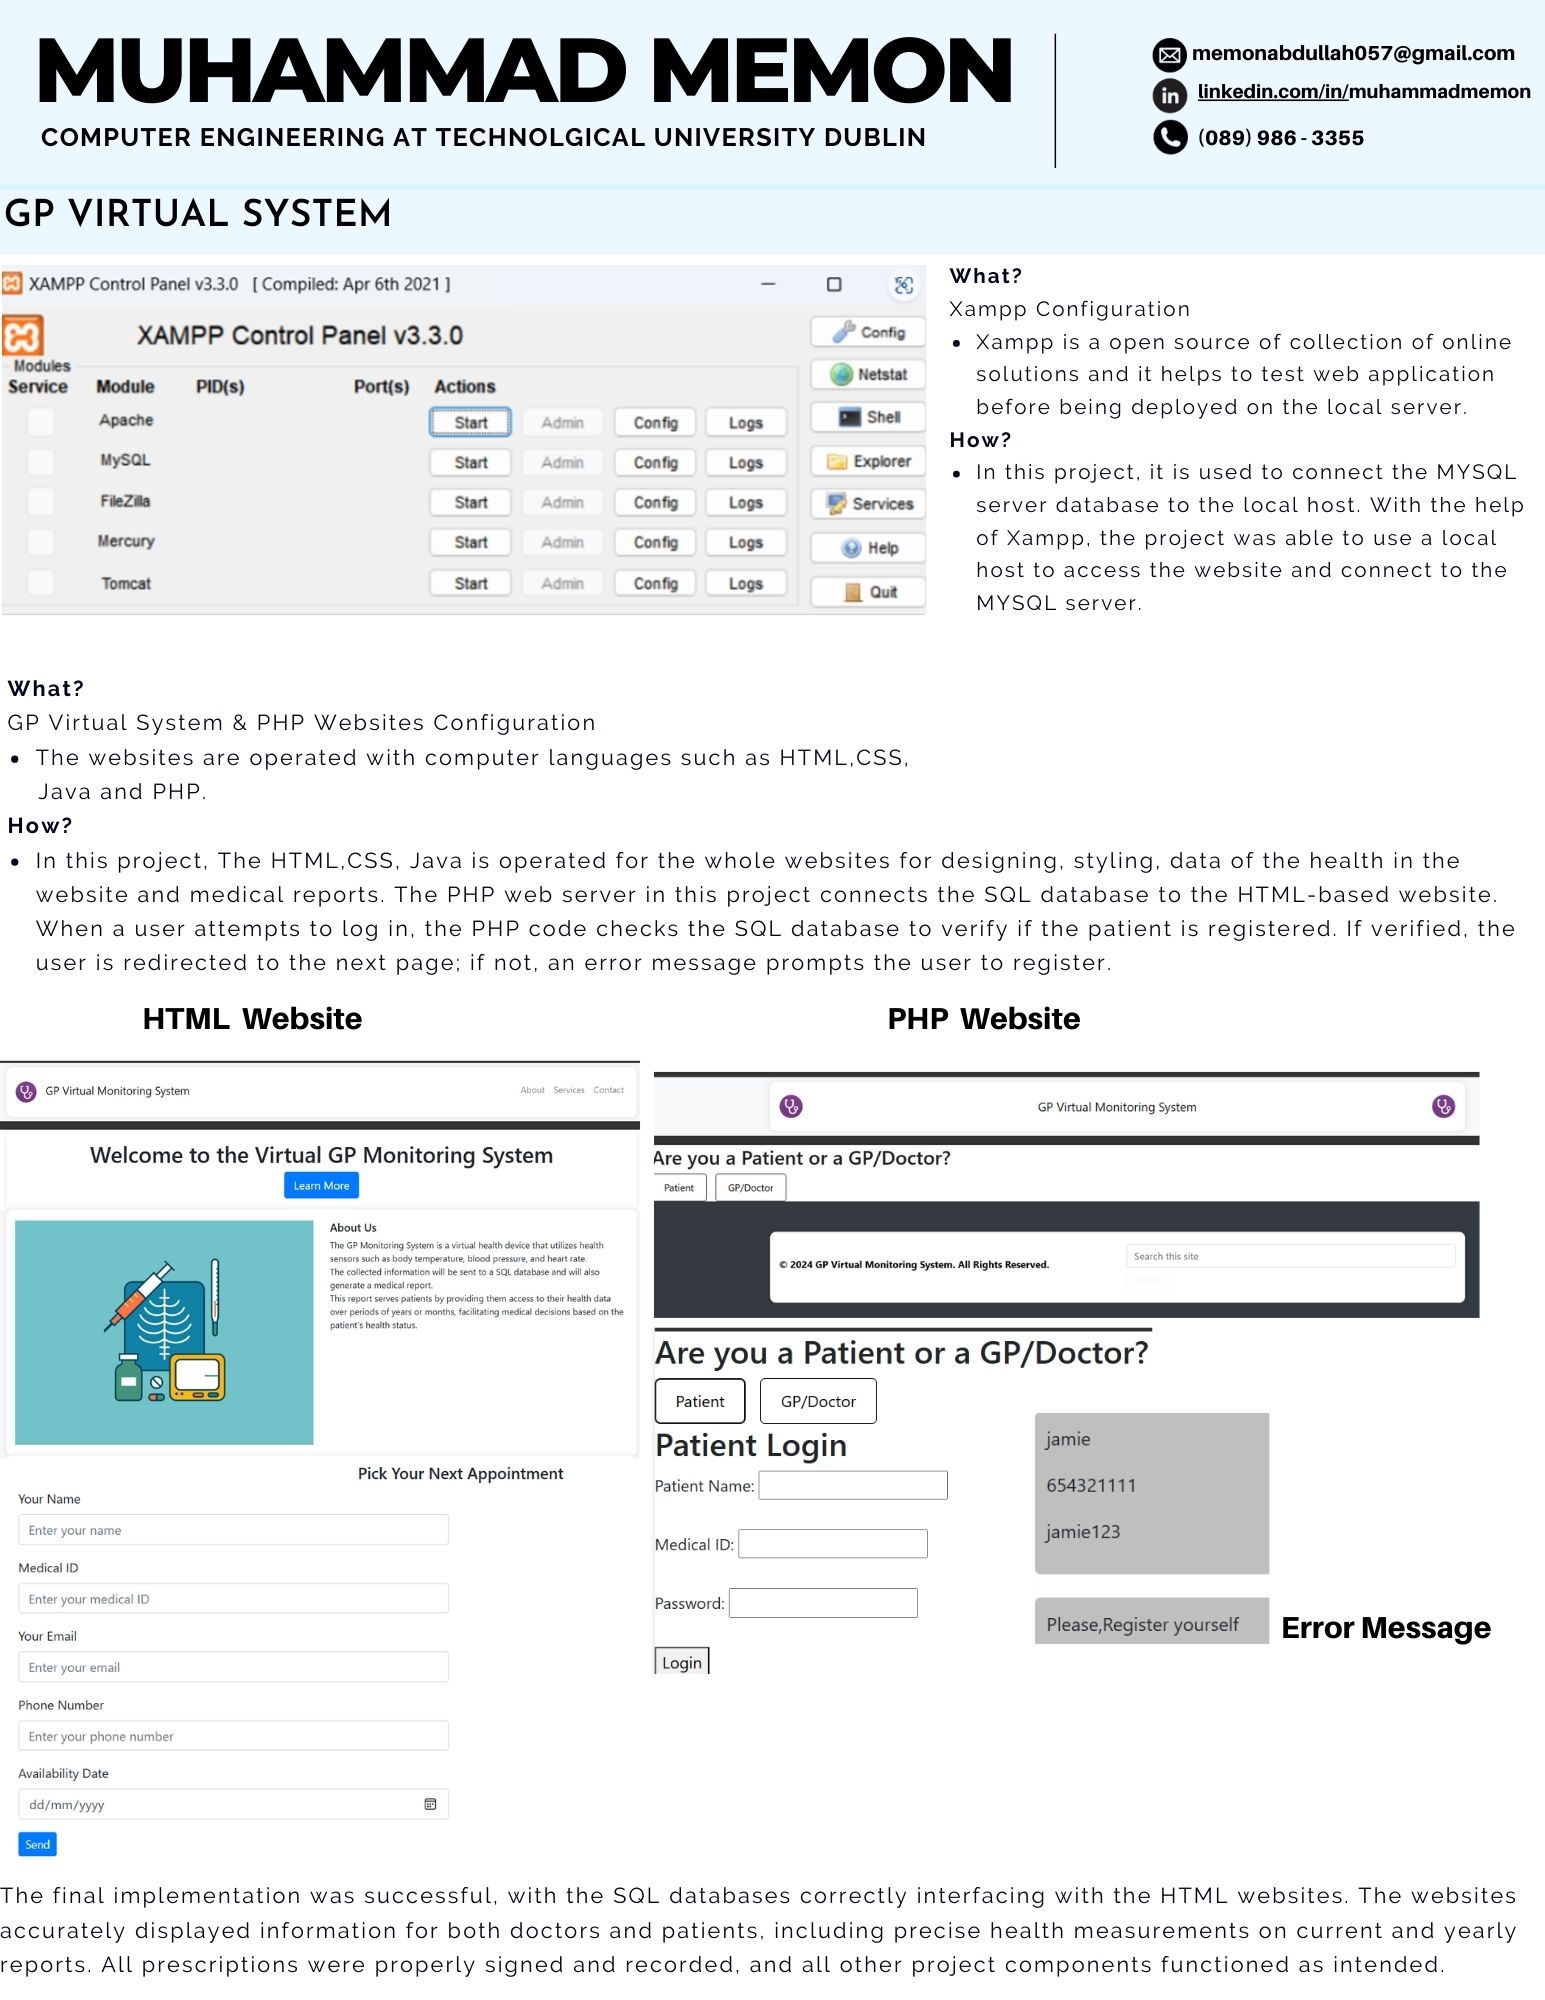 MUHAMMAD MEMON
COMPUTER ENGINEERING AT TECHNOLGICAL UNIVERSITY DUBLIN
memonabdullah057@gmail.com
linkedin.com/in/muhammadmemon
(089) 986 - 3355
GP VIRTUAL SYSTEM
XAMPP Control Panel v3.3.0 [ Compiled: Apr 6th 2021 ]
XAMPP Control Panel v3.3.0
Modules
Service Module PID(s) Port(s) Actions
Apache Start Admin Config Logs
MySQL Start Admin Config Logs
FileZilla Start Admin Config Logs
Mercury Start Admin Config Logs
Tomcat Start Admin Config Logs
Config
Netstat
Shell
Explorer
Services
Help
Quit
What?
Xampp Configuration
• Xampp is a open source of collection of online
solutions and it helps to test web application
before being deployed on the local server.
How?
• In this project, it is used to connect the MYSQL
server database to the local host. With the help
of Xampp, the project was able to use a local
host to access the website and connect to the
MYSQL server.
What?
GP Virtual System & PHP Websites Configuration
• The websites are operated with computer languages such as HTML,CSS,
Java and PHP.
How?
• In this project, The HTML,CSS, Java is operated for the whole websites for designing, styling, data of the health in the
website and medical reports. The PHP web server in this project connects the SQL database to the HTML-based website.
When a user attempts to log in, the PHP code checks the SQL database to verify if the patient is registered. If verified, the
user is redirected to the next page; if not, an error message prompts the user to register.
HTML Website
GP Virtual Monitoring System About Services Contact
Welcome to the Virtual GP Monitoring System
Learn More
About Us
The GP Monitoring System is a virtual health device that utilizes health
sensors such as body temperature, blood pressure, and heart rate.
The collected information will be sent to a SQL database and will also
generate a medical report.
This report serves patients by providing them access to their health data
over periods of years or months, facilitating medical decisions based on the
patient's health status.
Pick Your Next Appointment
Your Name
Enter your name
Medical ID
Enter your medical ID
Your Email
Enter your email
Phone Number
Enter your phone number
Availability Date
dd/mm/yyyy
Send
PHP Website
GP Virtual Monitoring System
Are you a Patient or a GP/Doctor?
Patient GP/Doctor
© 2024 GP Virtual Monitoring System. All Rights Reserved.
Search this site
Are you a Patient or a GP/Doctor?
Patient GP/Doctor
Patient Login
Patient Name:
Medical ID:
Password:
Login
jamie
654321111
jamie123
Please,Register yourself
Error Message
The final implementation was successful, with the SQL databases correctly interfacing with the HTML websites. The websites
accurately displayed information for both doctors and patients, including precise health measurements on current and yearly
reports. All prescriptions were properly signed and recorded, and all other project components functioned as intended.